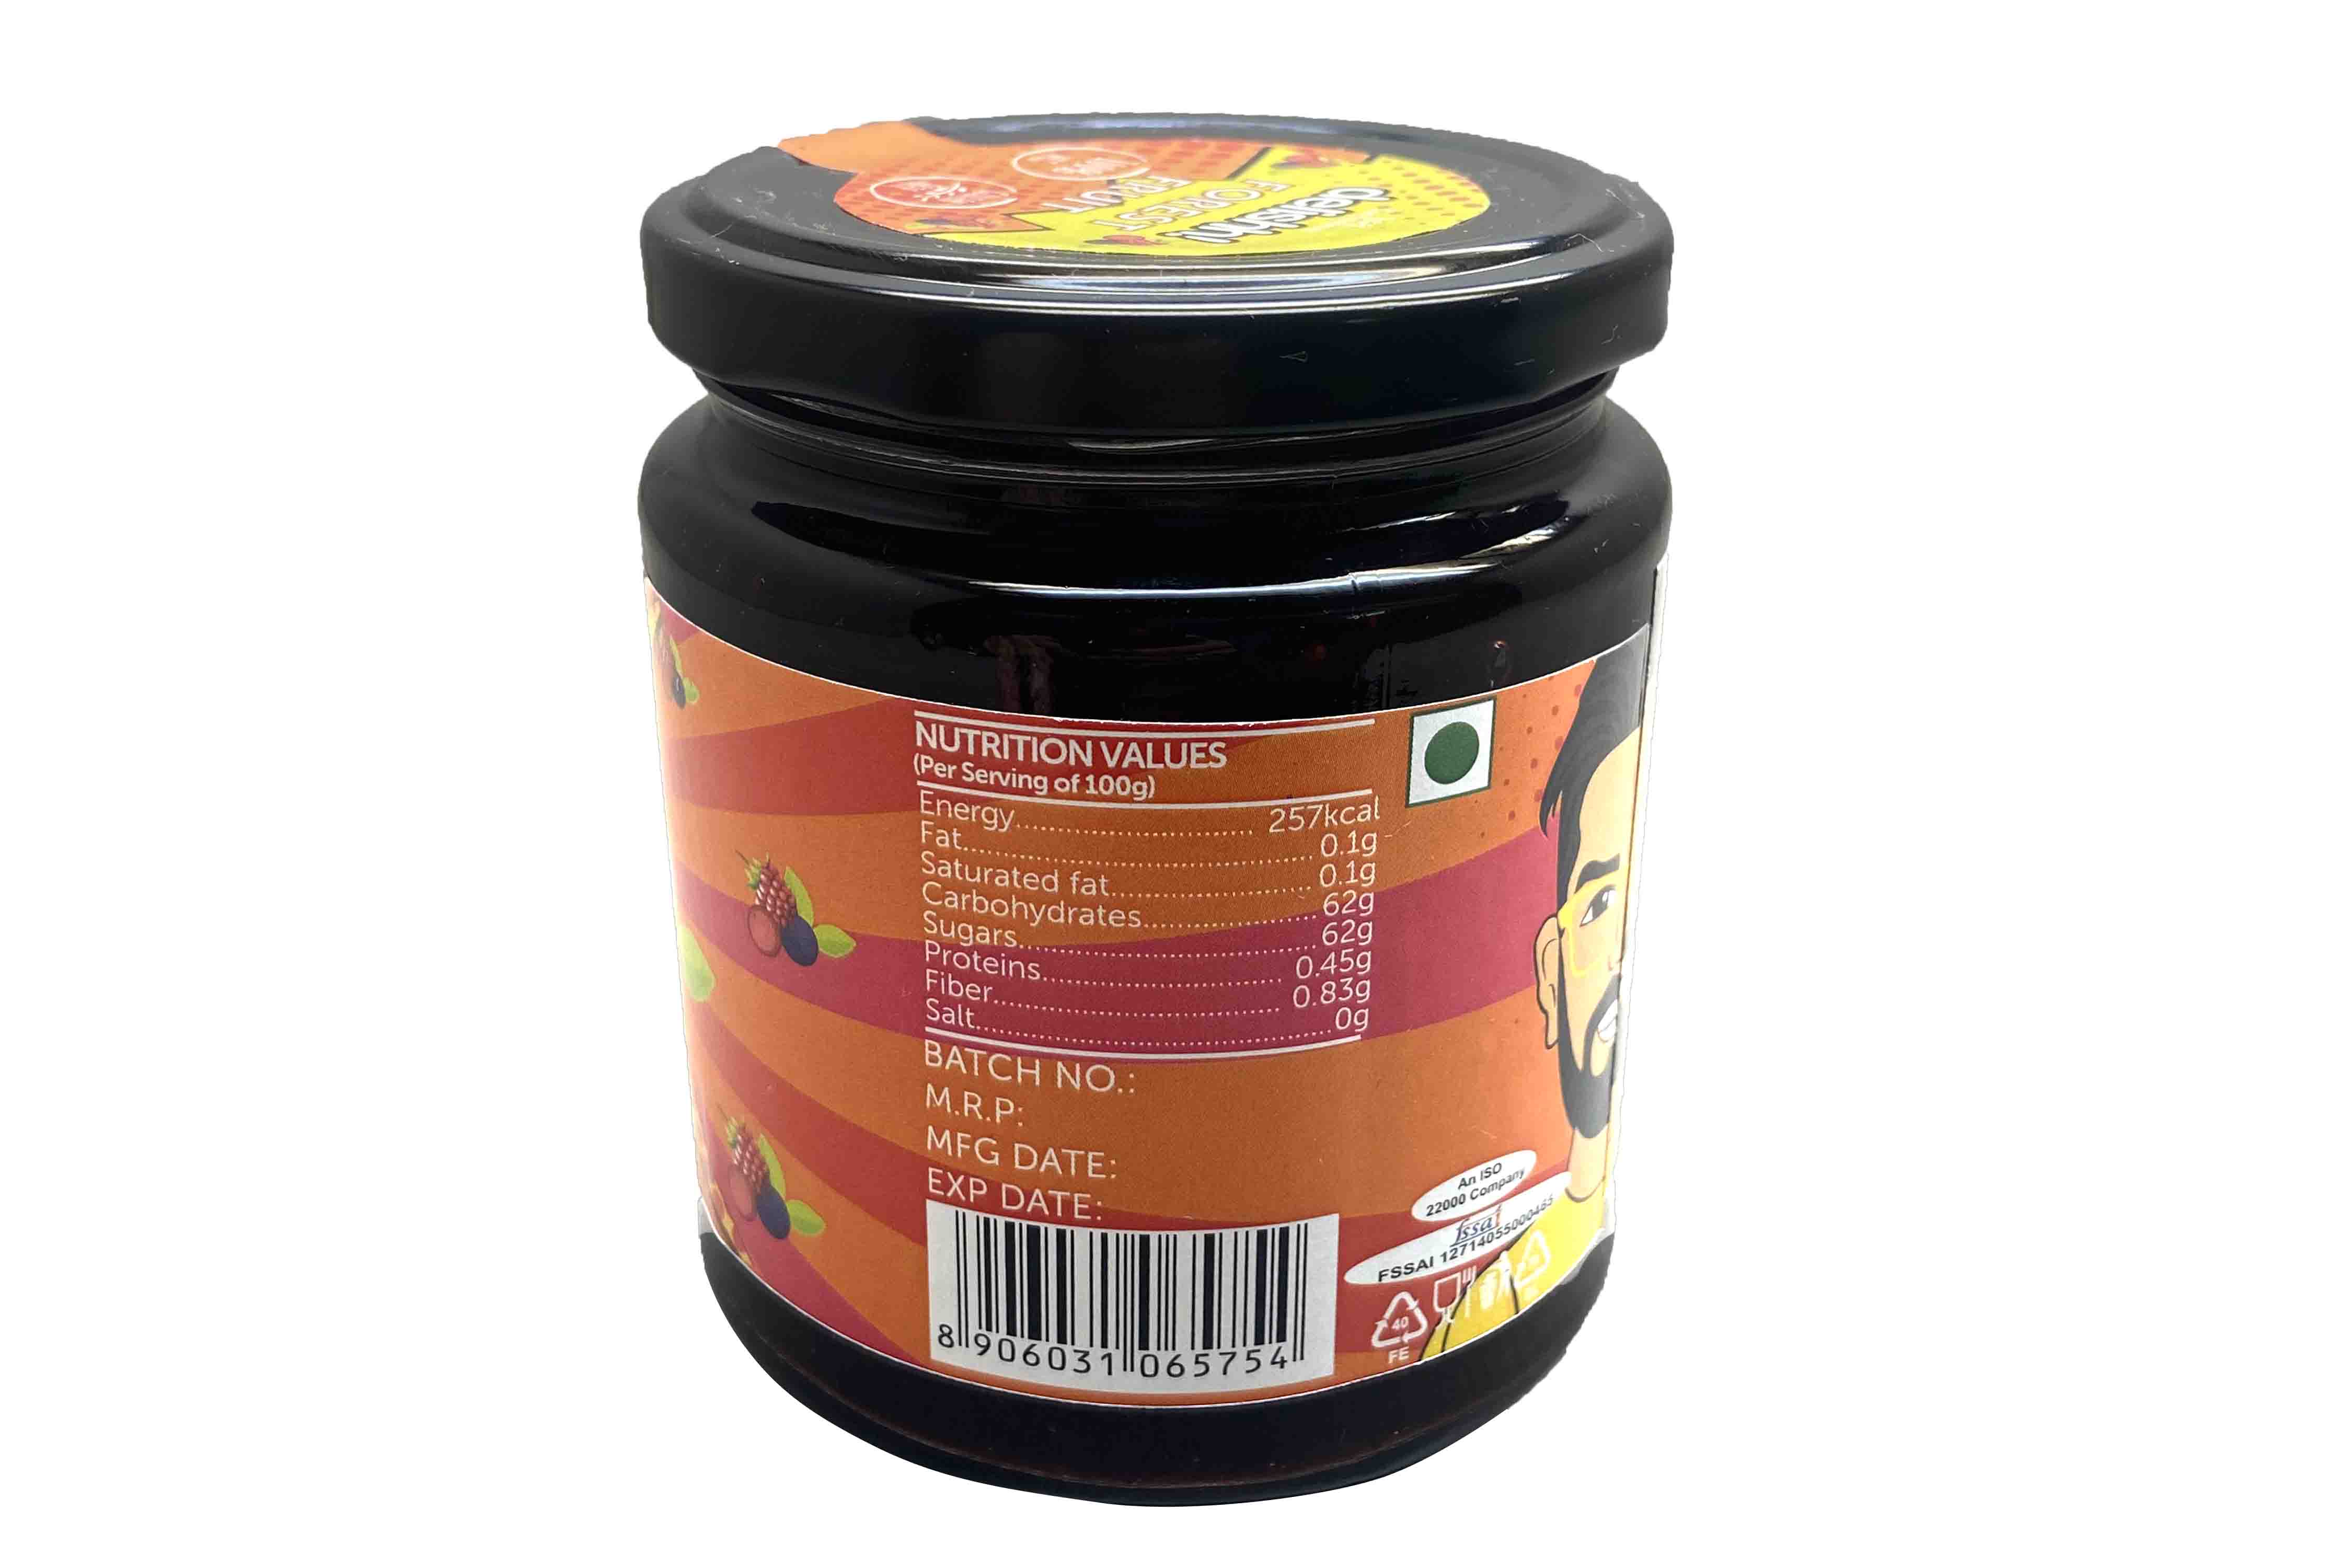 delishh!
FOREST
FRUIT
NUTRITION VALUES
(Per Serving of 100g)
Energy 257kcal
Fat 0.1g
Saturated fat 0.1g
Carbohydrates 62g
Sugars 62g
Proteins 0.45g
Fiber 0.83g
Salt 0g
BATCH NO.:
M.R.P:
MFG DATE:
EXP DATE:
8 906031 065754
An ISO
22000 Company
fssai
FSSAI 12714055000455
40
FE